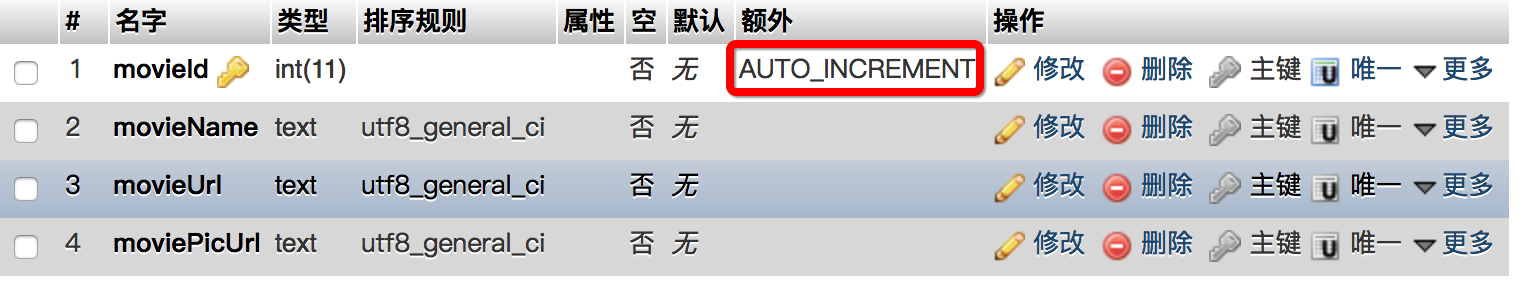 # 名字 类型 排序规则 属性 空 默认 额外 操作
1 movieId int(11) 否 无 AUTO_INCREMENT 修改 删除 主键 U 唯一 更多
2 movieName text utf8_general_ci 否 无 修改 删除 主键 U 唯一 更多
3 movieUrl text utf8_general_ci 否 无 修改 删除 主键 U 唯一 更多
4 moviePicUrl text utf8_general_ci 否 无 修改 删除 主键 U 唯一 更多